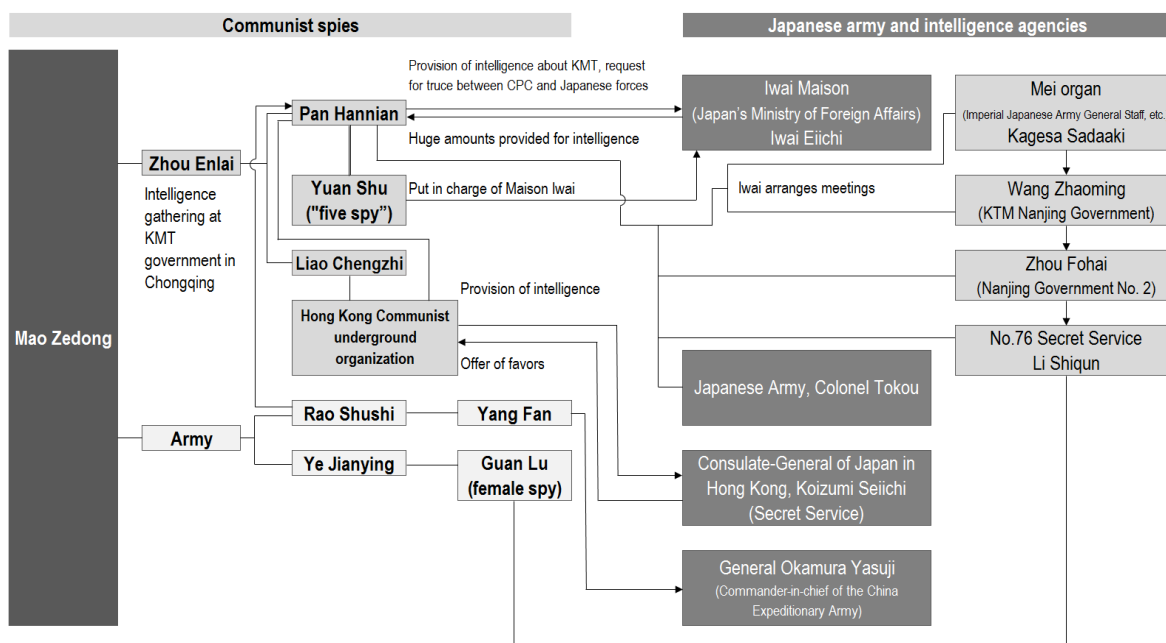 Communist spies
Japanese army and intelligence agencies
Mao Zedong
Zhou Enlai
Intelligence
gathering at
KMT
government in
Chongqing
Army
Pan Hannian
Yuan Shu
("five spy”)
Liao Chengzhi
Hong Kong Communist
underground
organization
Rao Shushi
Ye Jianying
Yang Fan
Guan Lu
(female spy)
Provision of intelligence about KMT, request
for truce between CPC and Japanese forces
Huge amounts provided for intelligence
Put in charge of Maison Iwai
Provision of intelligence
Offer of favors
Iwai arranges meetings
Iwai Maison
(Japan’s Ministry of Foreign Affairs)
Iwai Eiichi
Japanese Army, Colonel Tokou
Consulate-General of Japan in
Hong Kong, Koizumi Seiichi
(Secret Service)
General Okamura Yasuji
(Commander-in-chief of the China
Expeditionary Army)
Mei organ
(Imperial Japanese Army General Staff, etc.
Kagesa Sadaaki
Wang Zhaoming
(KTM Nanjing Government)
Zhou Fohai
(Nanjing Government No. 2)
No.76 Secret Service
Li Shiqun